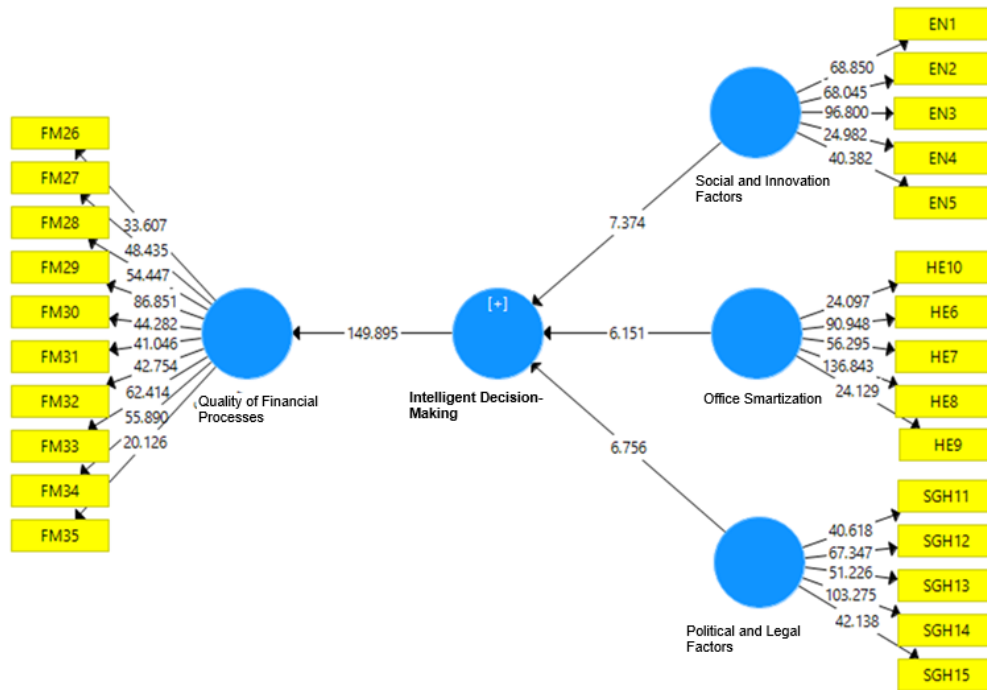 EN1
68.850
EN2
68.045
EN3
96.800
24.982
EN4
40.382
EN5
Social and Innovation
Factors
FM26
FM27
FM28
FM29
FM30
FM31
FM32
FM33
FM34
FM35
33.607
48.435
54.447
86.851
44.282
41.046
42.754
62.414
55.890
20.126
Quality of Financial
Processes
149.895
[+]
Intelligent Decision-
Making
7.374
6.151
6.756
Office Smartization
HE10
24.097
HE6
90.948
HE7
56.295
136.843
HE8
24.129
HE9
SGH11
40.618
SGH12
67.347
SGH13
51.226
103.275
SGH14
42.138
SGH15
Political and Legal
Factors